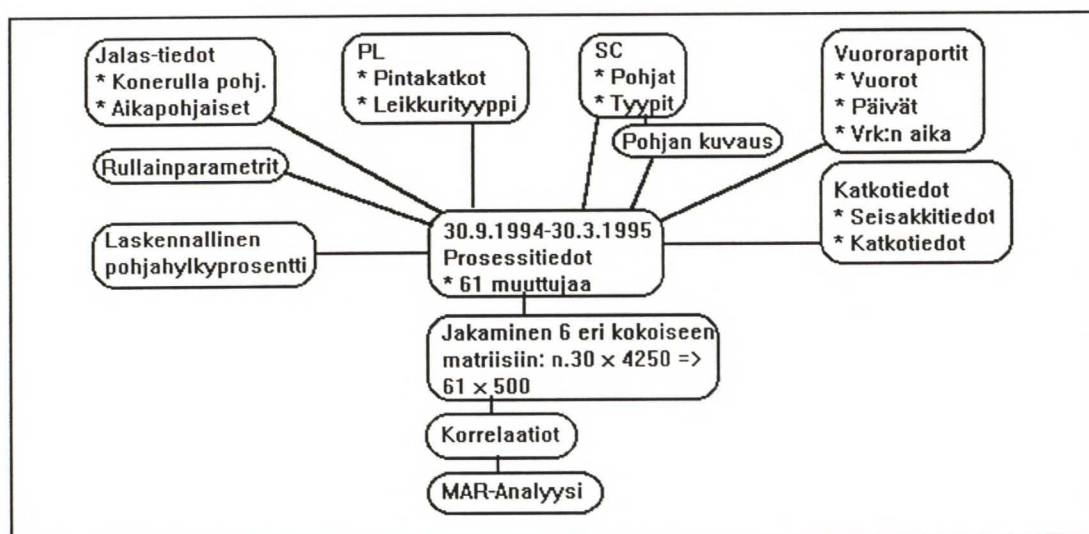 Jalas-tiedot
* Konerulla pohj.
* Aikapohjaiset
PL
* Pintakatkot
* Leikkurityyppi
SC
* Pohjat
* Tyypit
Pohjan kuvaus
Vuororaportit
* Vuorot
* Päivät
* Vrk:n aika
Rullainparametrit
Katkotiedot
* Seisakkitiedot
* Katkotiedot
Laskennallinen
pohjahylkyprosentti
30.9.1994-30.3.1995
Prosessitiedot
* 61 muuttujaa
Jakaminen 6 eri kokoiseen
matriisiin: n.30 × 4250 =>
61 × 500
Korrelaatiot
MAR-Analyysi